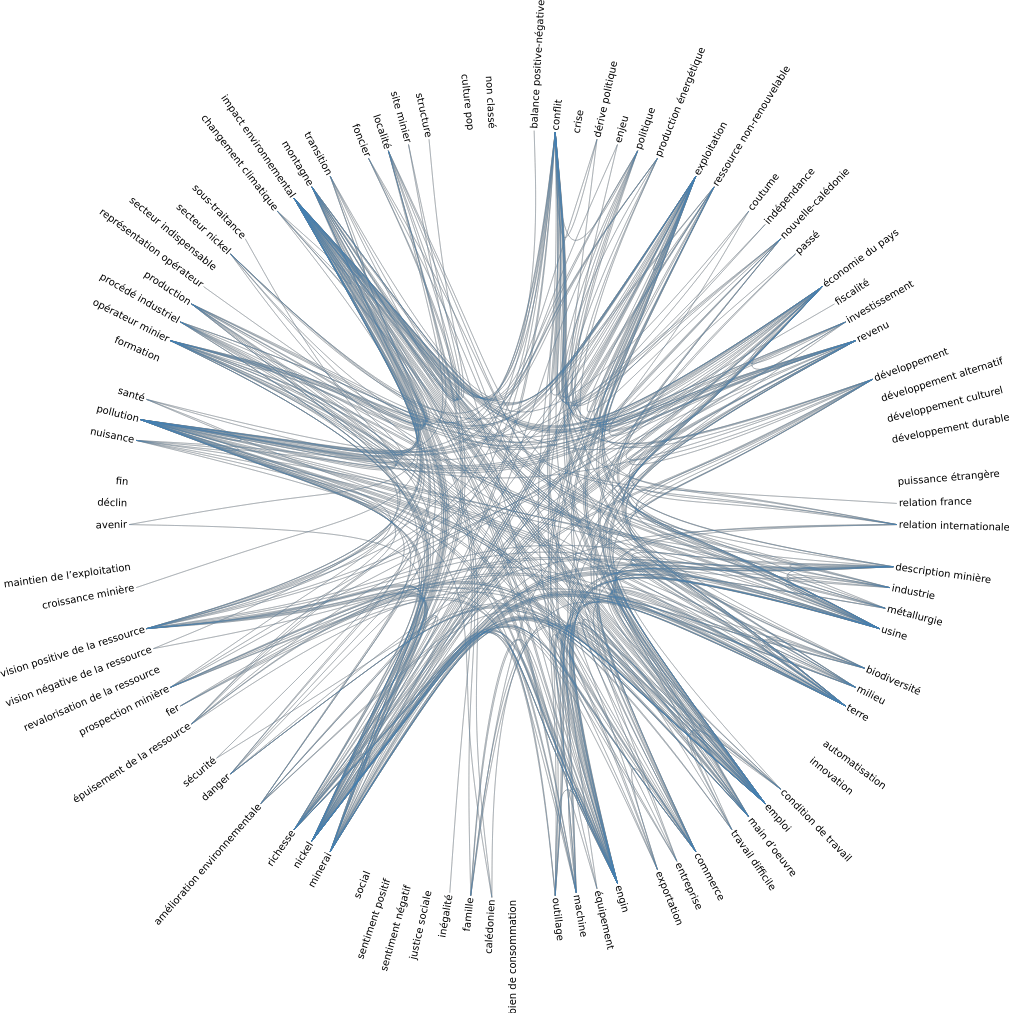 balance positive-négative
conflit
crise
dérive politique
enjeu
politique
production énergétique
exploitation
ressource non-renouvelable
coutume
indépendance
nouvelle-calédonie
passé
économie du pays
fiscalité
investissement
revenu
développement
développement alternatif
développement culturel
développement durable
puissance étrangère
relation france
relation internationale
description minière
industrie
métallurgie
usine
biodiversité
milieu
terre
automatisation
innovation
condition de travail
emploi
main d'oeuvre
travail difficile
commerce
entreprise
exportation
engin
équipement
machine
outillage
bien de consommation
calédonien
famille
inégalité
justice sociale
sentiment négatif
sentiment positif
social
minerai
nickel
richesse
amélioration environnementale
danger
sécurité
épuisement de la ressource
fer
prospection minière
revalorisation de la ressource
vision négative de la ressource
vision positive de la ressource
croissance minière
maintien de l'exploitation
avenir
déclin
fin
nuisance
pollution
santé
formation
opérateur minier
procédé industriel
production
représentation opérateur
secteur indispensable
secteur nickel
sous-traitance
changement climatique
impact environnemental
montagne
transition
foncier
localité
site minier
structure
culture pop
non classé